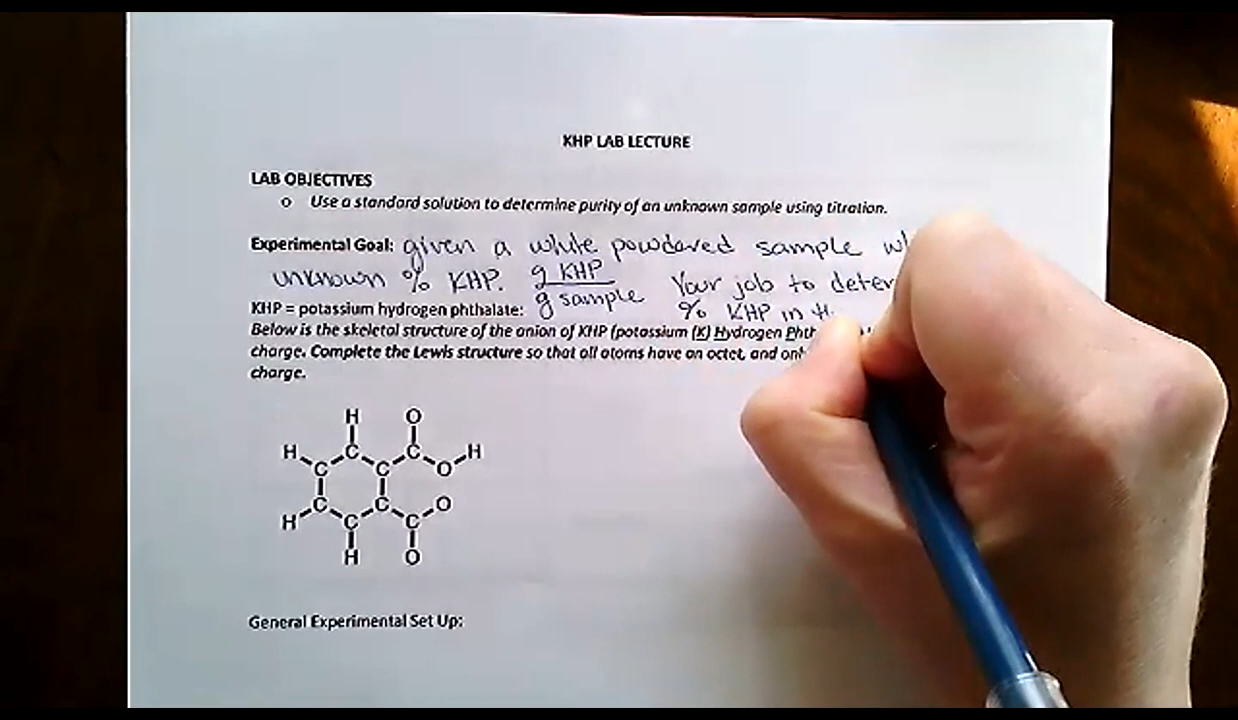 KHP LAB LECTURE
LAB OBJECTIVES
o Use a standard solution to determine purity of an unknown sample using titration.
Experimental Goal: given a white powdered sample
unknown % KHP. g KHP Your job to deter
KHP = potassium hydrogen phthalate: g sample % KHP in
Below is the skeletal structure of the anion of KHP (potassium (K) Hydrogen Phth
charge. Complete the Lewis structure so that all atoms have an octet, and onl
charge.
H O
H C C H
C C O
C C O
H C C
H O
General Experimental Set Up: